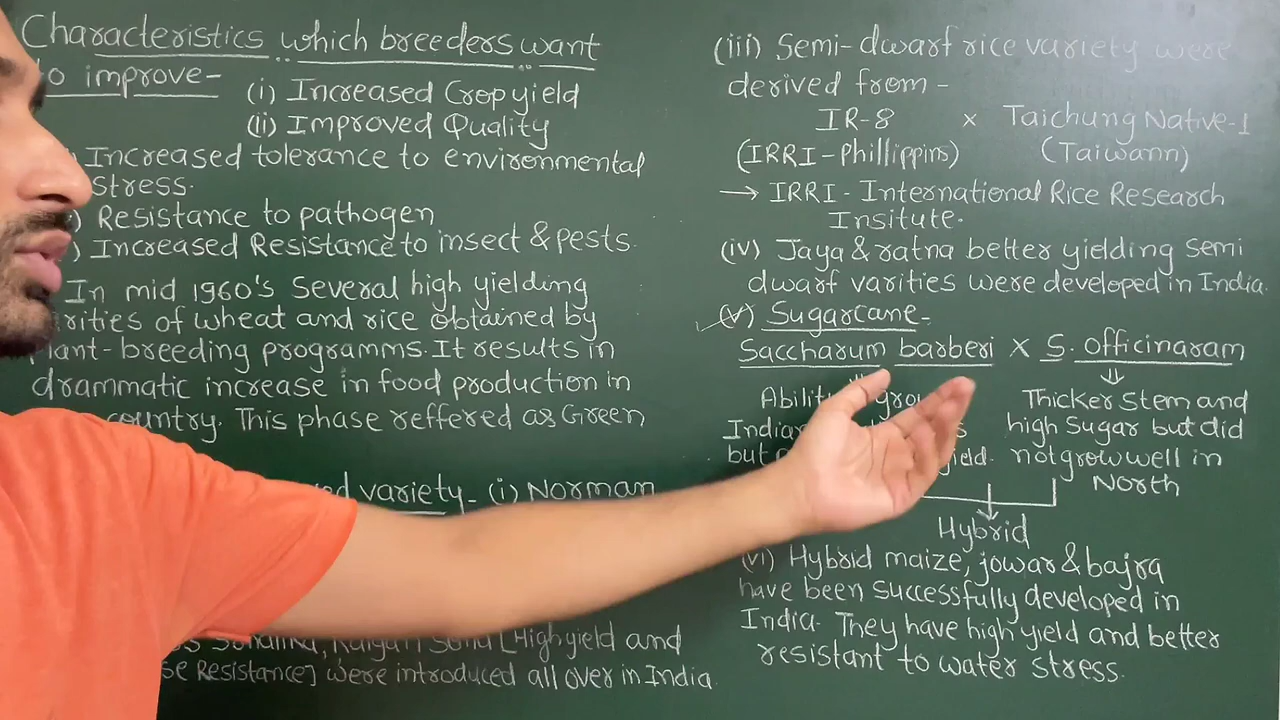 Characteristics which breeders want
to improve- (i) Increased Crop yield
(ii) Improved Quality
) Increased tolerance to environmental
stress.
) Resistance to pathogen
) Increased Resistance to insect & pests.
In mid 1960's Several high yielding
of wheat and rice obtained by
plant-breeding programms. It results in
drammatic increase in food production in
country. This phase reffered as Green
variety- (i) Norman
Sonalika, Kalyan Sona [High yield and
Resistance] were introduced all over in India.
(iii) Semi-dwarf rice variety were
derived from -
IR-8 x Taichung Native-1
(IRRI-Phillippins) (Taiwann)
→ IRRI- International Rice Research
Insitute.
(iv) Jaya & ratna better yielding semi
dwarf varities were developed in India.
(v) Sugarcane-
Saccharum barberi X S. officinaram
Thicker stem and
high Sugar but did
but not grow well in
North
Hybrid
(vi) Hybrid maize, jowar & bajra
have been successfully developed in
India. They have high yield and better
resistant to water stress.